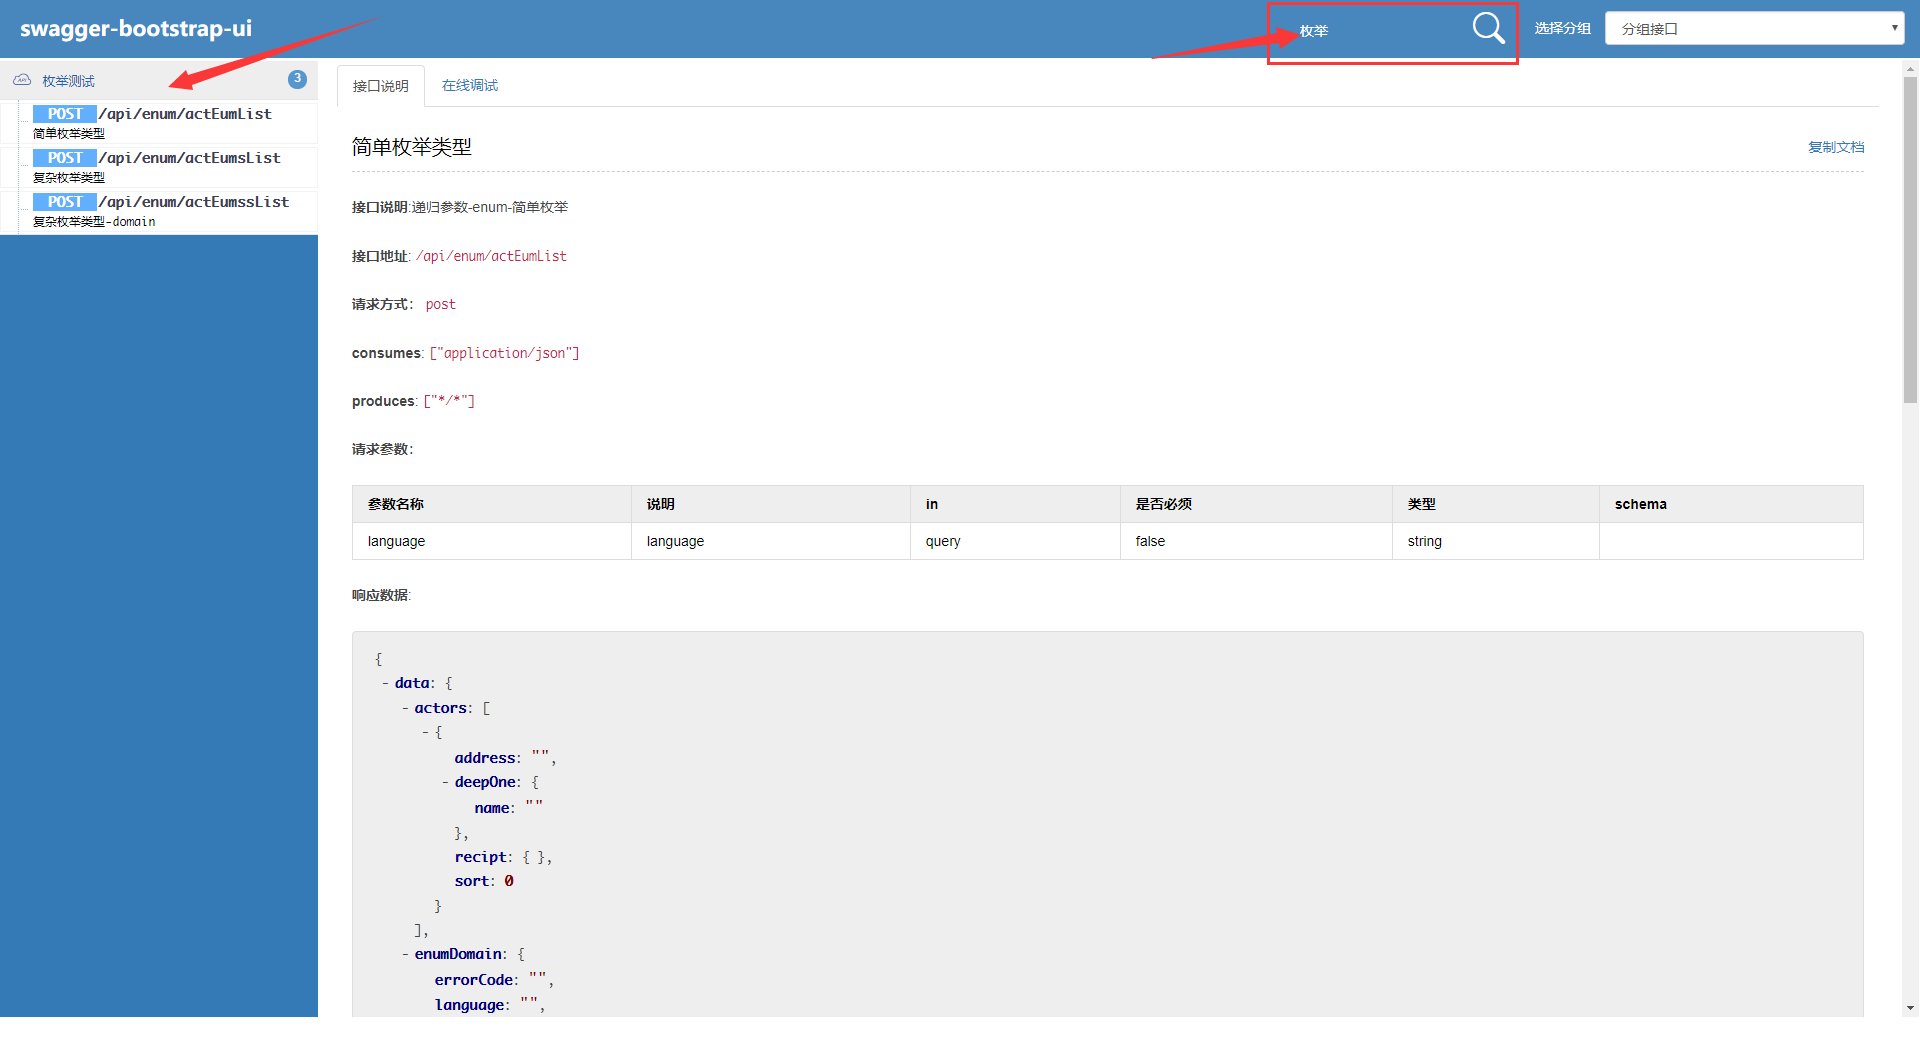 swagger-bootstrap-ui
枚举
选择分组
分组接口
枚举测试
3
POST /api/enum/actEumList
简单枚举类型
POST /api/enum/actEumsList
复杂枚举类型
POST /api/enum/actEumssList
复杂枚举类型-domain
接口说明
在线调试
简单枚举类型
复制文档
接口说明:递归参数-enum-简单枚举
接口地址: /api/enum/actEumList
请求方式： post
consumes: ["application/json"]
produces: ["*/*"]
请求参数：
参数名称 说明 in 是否必须 类型 schema
language language query false string
响应数据:
{
- data: {
- actors: [
- {
address: "",
- deepOne: {
name: ""
},
recipt: { },
sort: 0
}
],
- enumDomain: {
errorCode: "",
language: "",